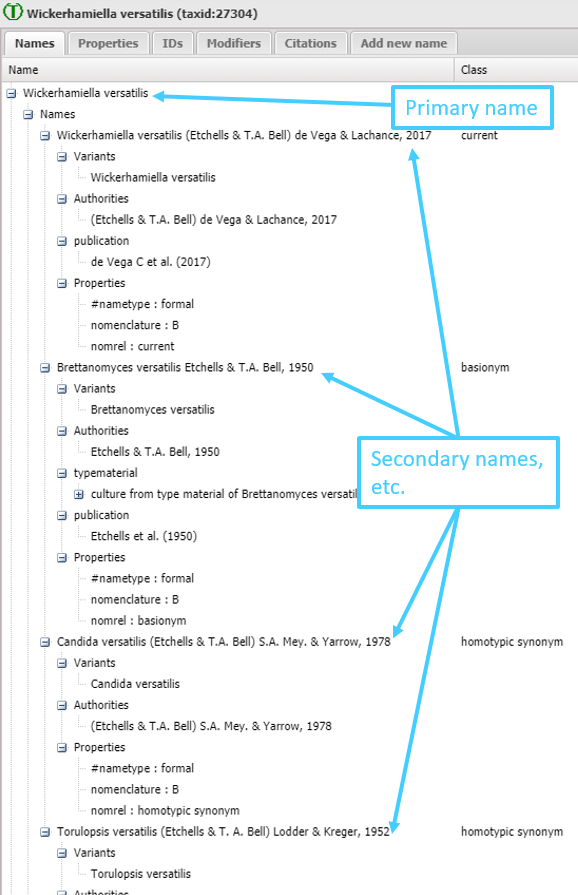 T Wickerhamiella versatilis (taxid:27304)
Names Properties IDs Modifiers Citations Add new name
Name Class
Wickerhamiella versatilis
Primary name
Names
Wickerhamiella versatilis (Etchells & T.A. Bell) de Vega & Lachance, 2017 current
Variants
Wickerhamiella versatilis
Authorities
(Etchells & T.A. Bell) de Vega & Lachance, 2017
publication
de Vega C et al. (2017)
Properties
#nametype : formal
nomenclature : B
nomrel : current
Brettanomyces versatilis Etchells & T.A. Bell, 1950 basionym
Variants
Brettanomyces versatilis
Authorities
Etchells & T.A. Bell, 1950
Secondary names,
etc.
typematerial
culture from type material of Brettanomyces versatil
publication
Etchells et al. (1950)
Properties
#nametype : formal
nomenclature : B
nomrel : basionym
Candida versatilis (Etchells & T.A. Bell) S.A. Mey. & Yarrow, 1978 homotypic synonym
Variants
Candida versatilis
Authorities
(Etchells & T.A. Bell) S.A. Mey. & Yarrow, 1978
Properties
#nametype : formal
nomenclature : B
nomrel : homotypic synonym
Torulopsis versatilis (Etchells & T. A. Bell) Lodder & Kreger, 1952 homotypic synonym
Variants
Torulopsis versatilis
Authorities